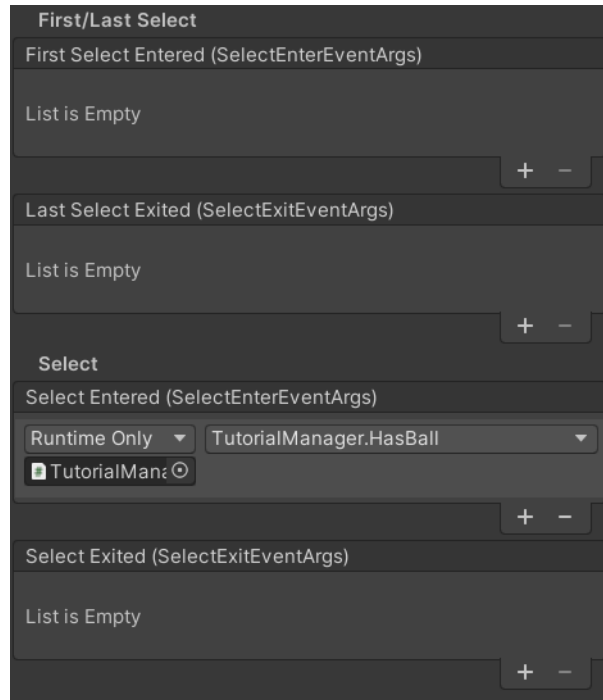 First/Last Select
First Select Entered (SelectEnterEventArgs)
List is Empty
+ −
Last Select Exited (SelectExitEventArgs)
List is Empty
+ −
Select
Select Entered (SelectEnterEventArgs)
Runtime Only TutorialManager.HasBall
TutorialMana
+ −
Select Exited (SelectExitEventArgs)
List is Empty
+ −